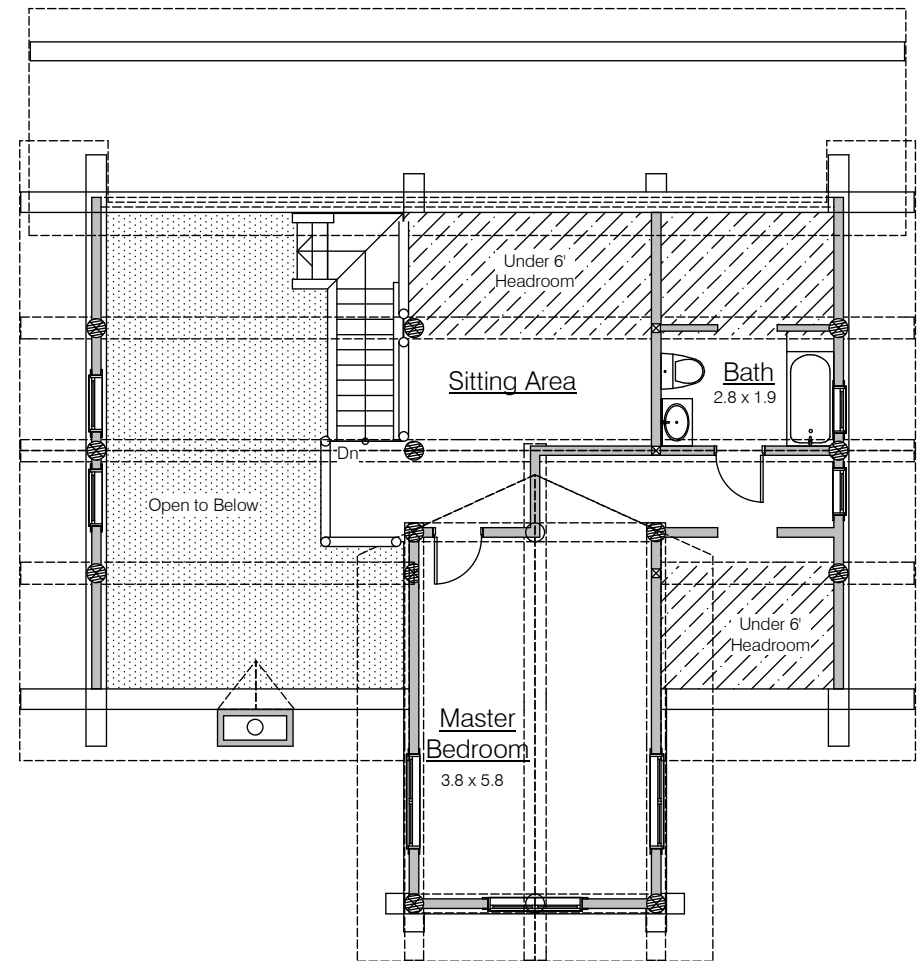 Under 6'
Headroom
Sitting Area
Bath
2.8 x 1.9
Dn
Open to Below
Under 6'
Headroom
Master
Bedroom
3.8 x 5.8